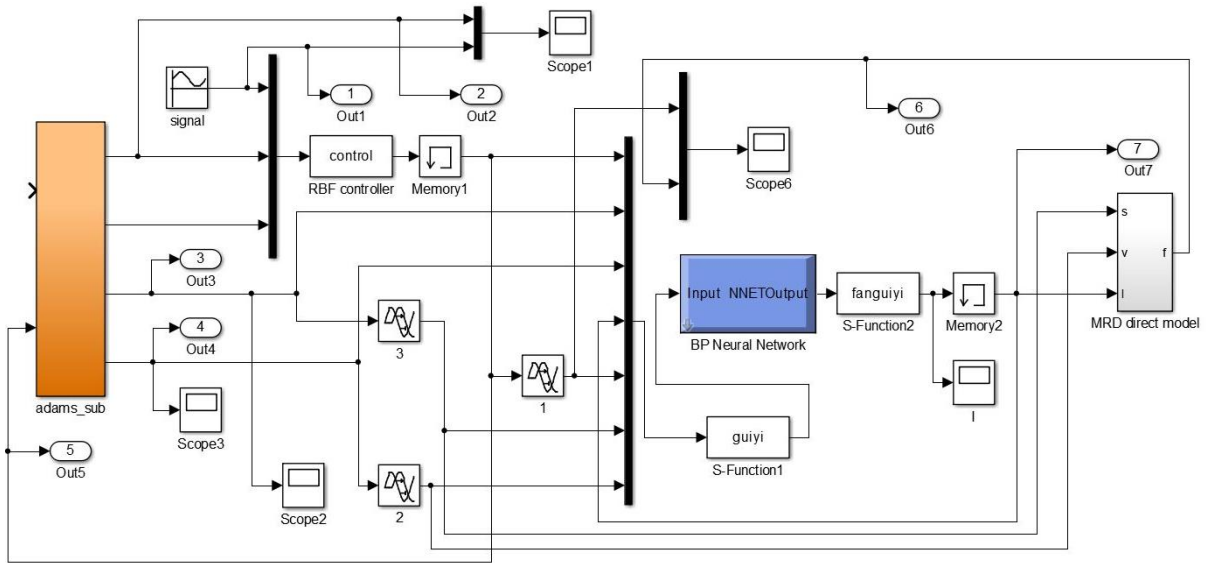 Scope1
signal
1
Out1
2
Out2
6
Out6
control
RBF controller
Memory1
Scope6
7
Out7
s
v
f
I
MRD direct model
3
Out3
4
Out4
adams_sub
Scope3
5
Out5
Scope2
3
2
1
Input NNETOutput
BP Neural Network
fanguiyi
S-Function2
Memory2
I
guiyi
S-Function1